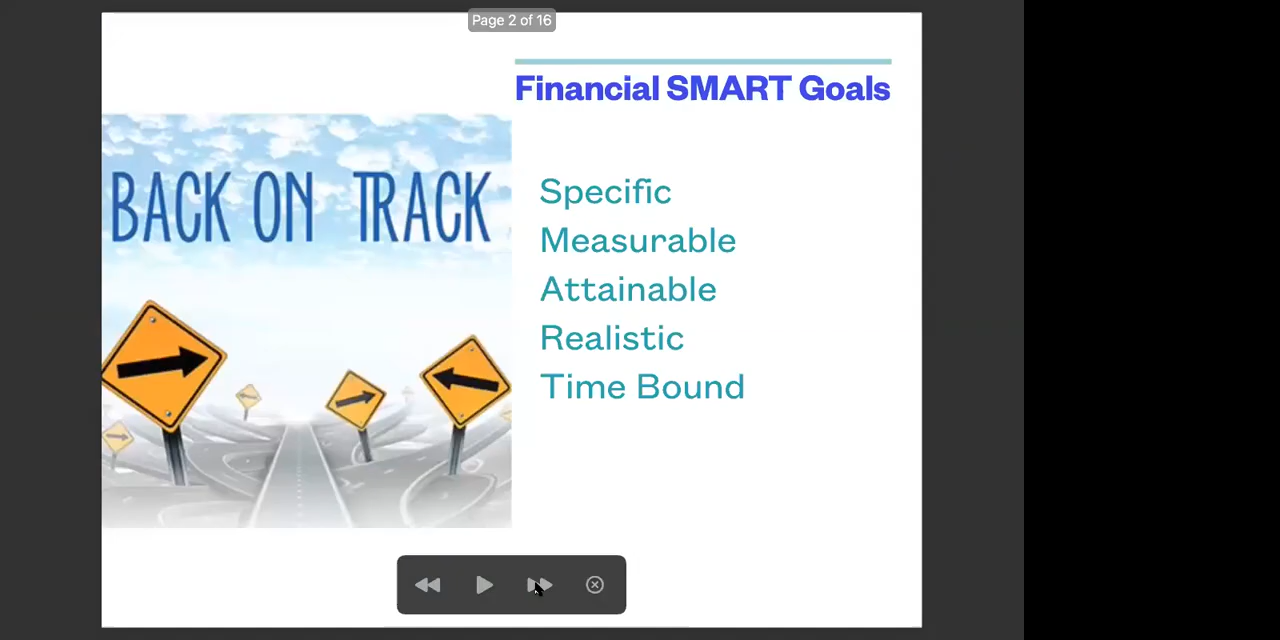 Page 2 of 16
Financial SMART Goals
BACK ON TRACK
Specific
Measurable
Attainable
Realistic
Time Bound